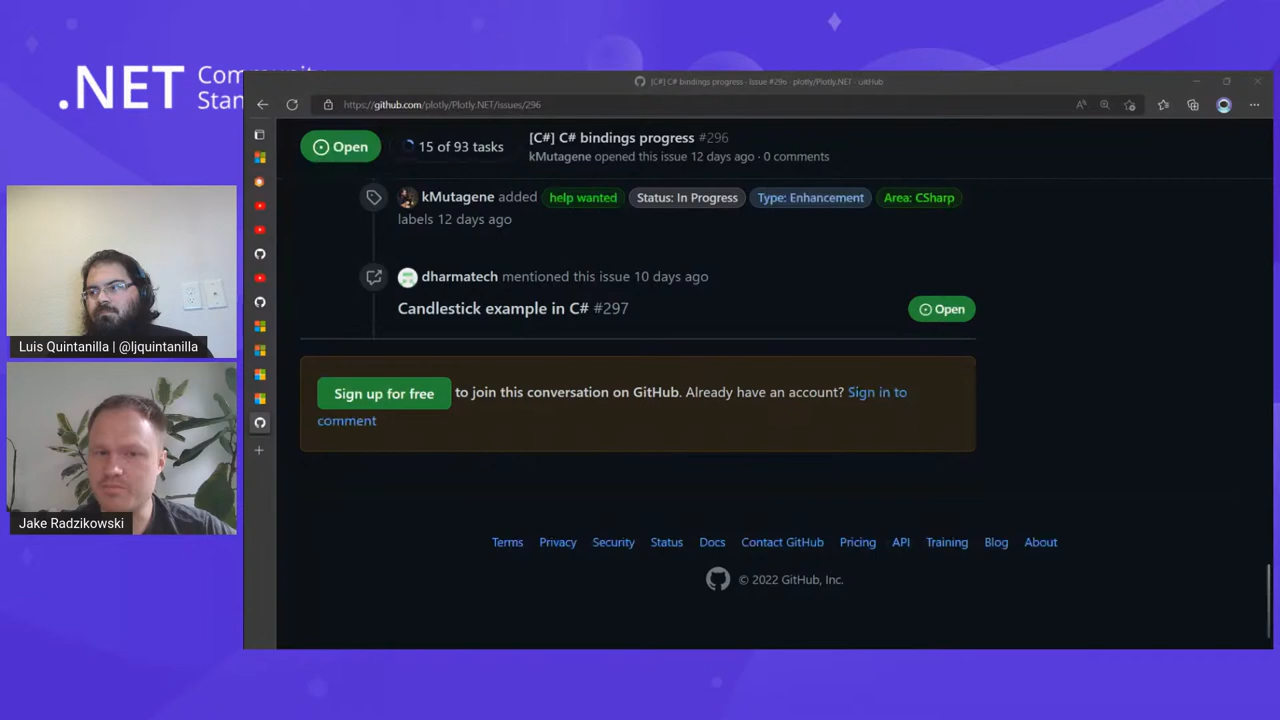 .NET Community
Stan
[C#] C# bindings progress · Issue #296 · plotly/Plotly.NET · GitHub
https://github.com/plotly/Plotly.NET/issues/296
Open
15 of 93 tasks
[C#] C# bindings progress #296
kMutagene opened this issue 12 days ago · 0 comments
kMutagene added help wanted Status: In Progress Type: Enhancement Area: CSharp
labels 12 days ago
dharmatech mentioned this issue 10 days ago
Candlestick example in C# #297
Open
Sign up for free to join this conversation on GitHub. Already have an account? Sign in to
comment
Terms Privacy Security Status Docs Contact GitHub Pricing API Training Blog About
© 2022 GitHub, Inc.
Luis Quintanilla | @ljquintanilla
Jake Radzikowski